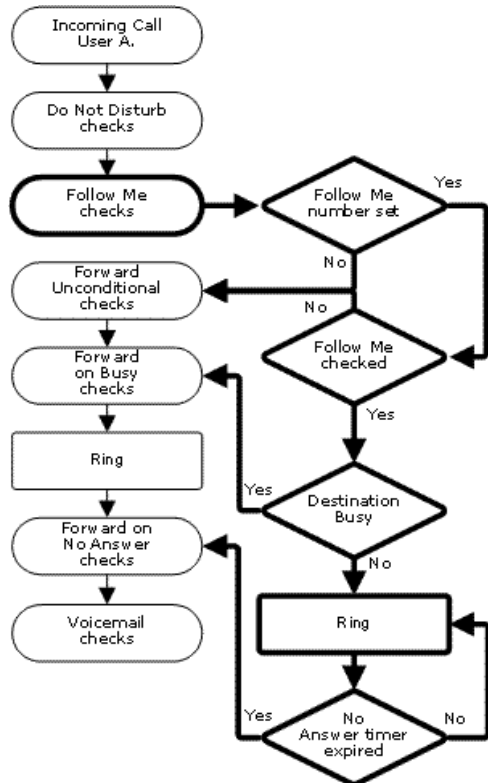 Incoming Call
User A.
Do Not Disturb
checks
Follow Me
checks
Follow Me
number set
Yes
No
Forward
Unconditional
checks
No
Follow Me
checked
Forward
on Busy
checks
Yes
Ring
Yes
Destination
Busy
Forward on
No Answer
checks
No
Ring
Voicemail
checks
Yes
No
Answer timer
expired
No